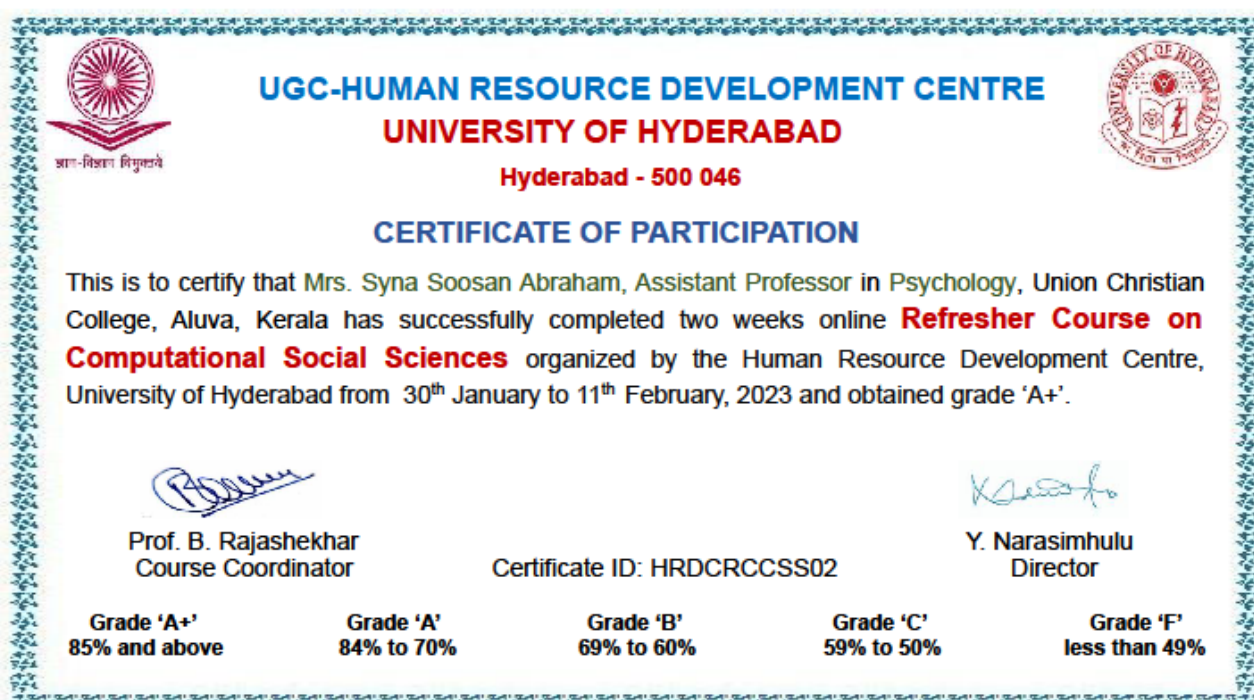 UGC-HUMAN RESOURCE DEVELOPMENT CENTRE
UNIVERSITY OF HYDERABAD
Hyderabad - 500 046
ज्ञान-विज्ञान विमुक्तये
UNIVERSITY OF HYDERABAD
CERTIFICATE OF PARTICIPATION
This is to certify that Mrs. Syna Soosan Abraham, Assistant Professor in Psychology, Union Christian
College, Aluva, Kerala has successfully completed two weeks online Refresher Course on
Computational Social Sciences organized by the Human Resource Development Centre,
University of Hyderabad from 30th January to 11th February, 2023 and obtained grade ‘A+’.
Prof. B. Rajashekhar
Course Coordinator
Certificate ID: HRDCRCCSS02
Y. Narasimhulu
Director
Grade ‘A+’
85% and above
Grade ‘A’
84% to 70%
Grade ‘B’
69% to 60%
Grade ‘C’
59% to 50%
Grade ‘F’
less than 49%